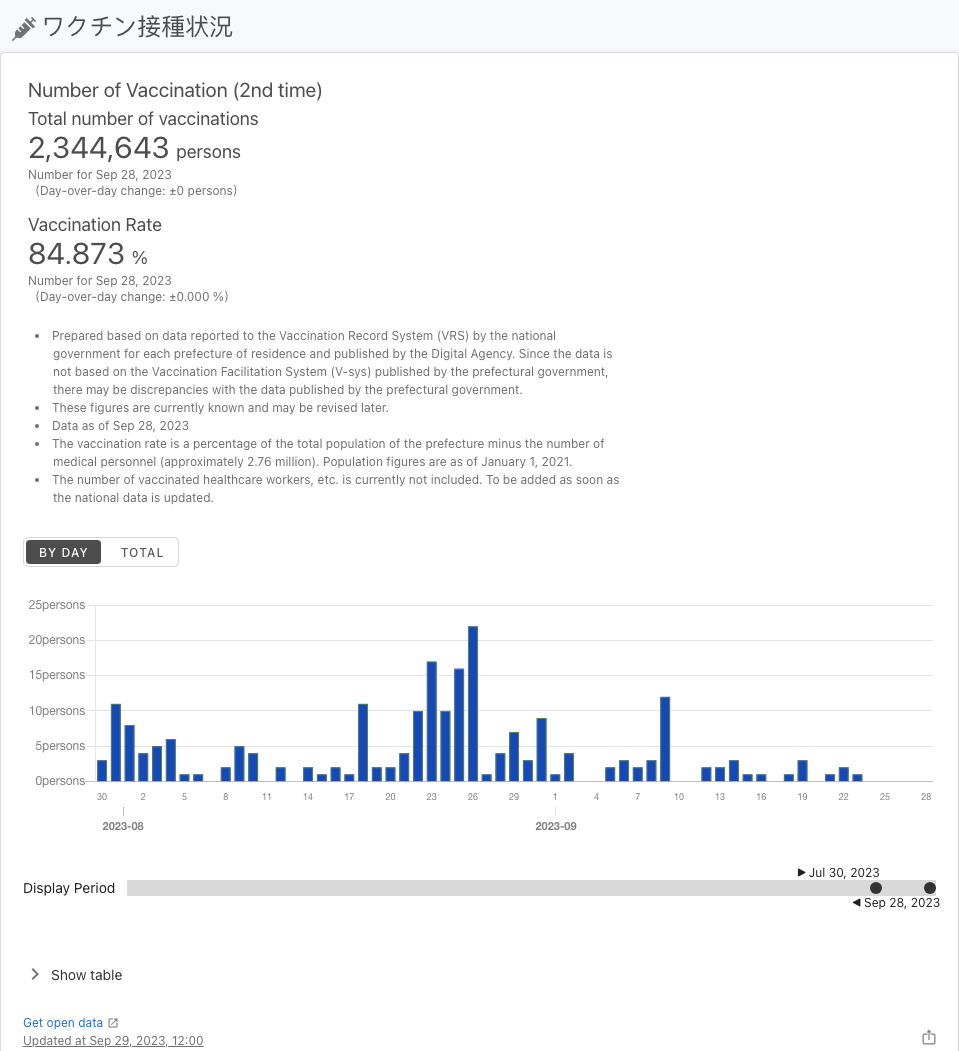 ワクチン接種状況
Number of Vaccination (2nd time)
Total number of vaccinations
2,344,643 persons
Number for Sep 28, 2023
(Day-over-day change: ±0 persons)
Vaccination Rate
84.873 %
Number for Sep 28, 2023
(Day-over-day change: ±0.000 %)
• Prepared based on data reported to the Vaccination Record System (VRS) by the national
government for each prefecture of residence and published by the Digital Agency. Since the data is
not based on the Vaccination Facilitation System (V-sys) published by the prefectural government,
there may be discrepancies with the data published by the prefectural government.
• These figures are currently known and may be revised later.
• Data as of Sep 28, 2023
• The vaccination rate is a percentage of the total population of the prefecture minus the number of
medical personnel (approximately 2.76 million). Population figures are as of January 1, 2021.
• The number of vaccinated healthcare workers, etc. is currently not included. To be added as soon as
the national data is updated.
BY DAY TOTAL
25persons
20persons
15persons
10persons
5persons
0persons
30 2 5 8 11 14 17 20 23 26 29 1 4 7 10 13 16 19 22 25 28
2023-08 2023-09
Jul 30, 2023
Display Period
Sep 28, 2023
Show table
Get open data
Updated at Sep 29, 2023, 12:00